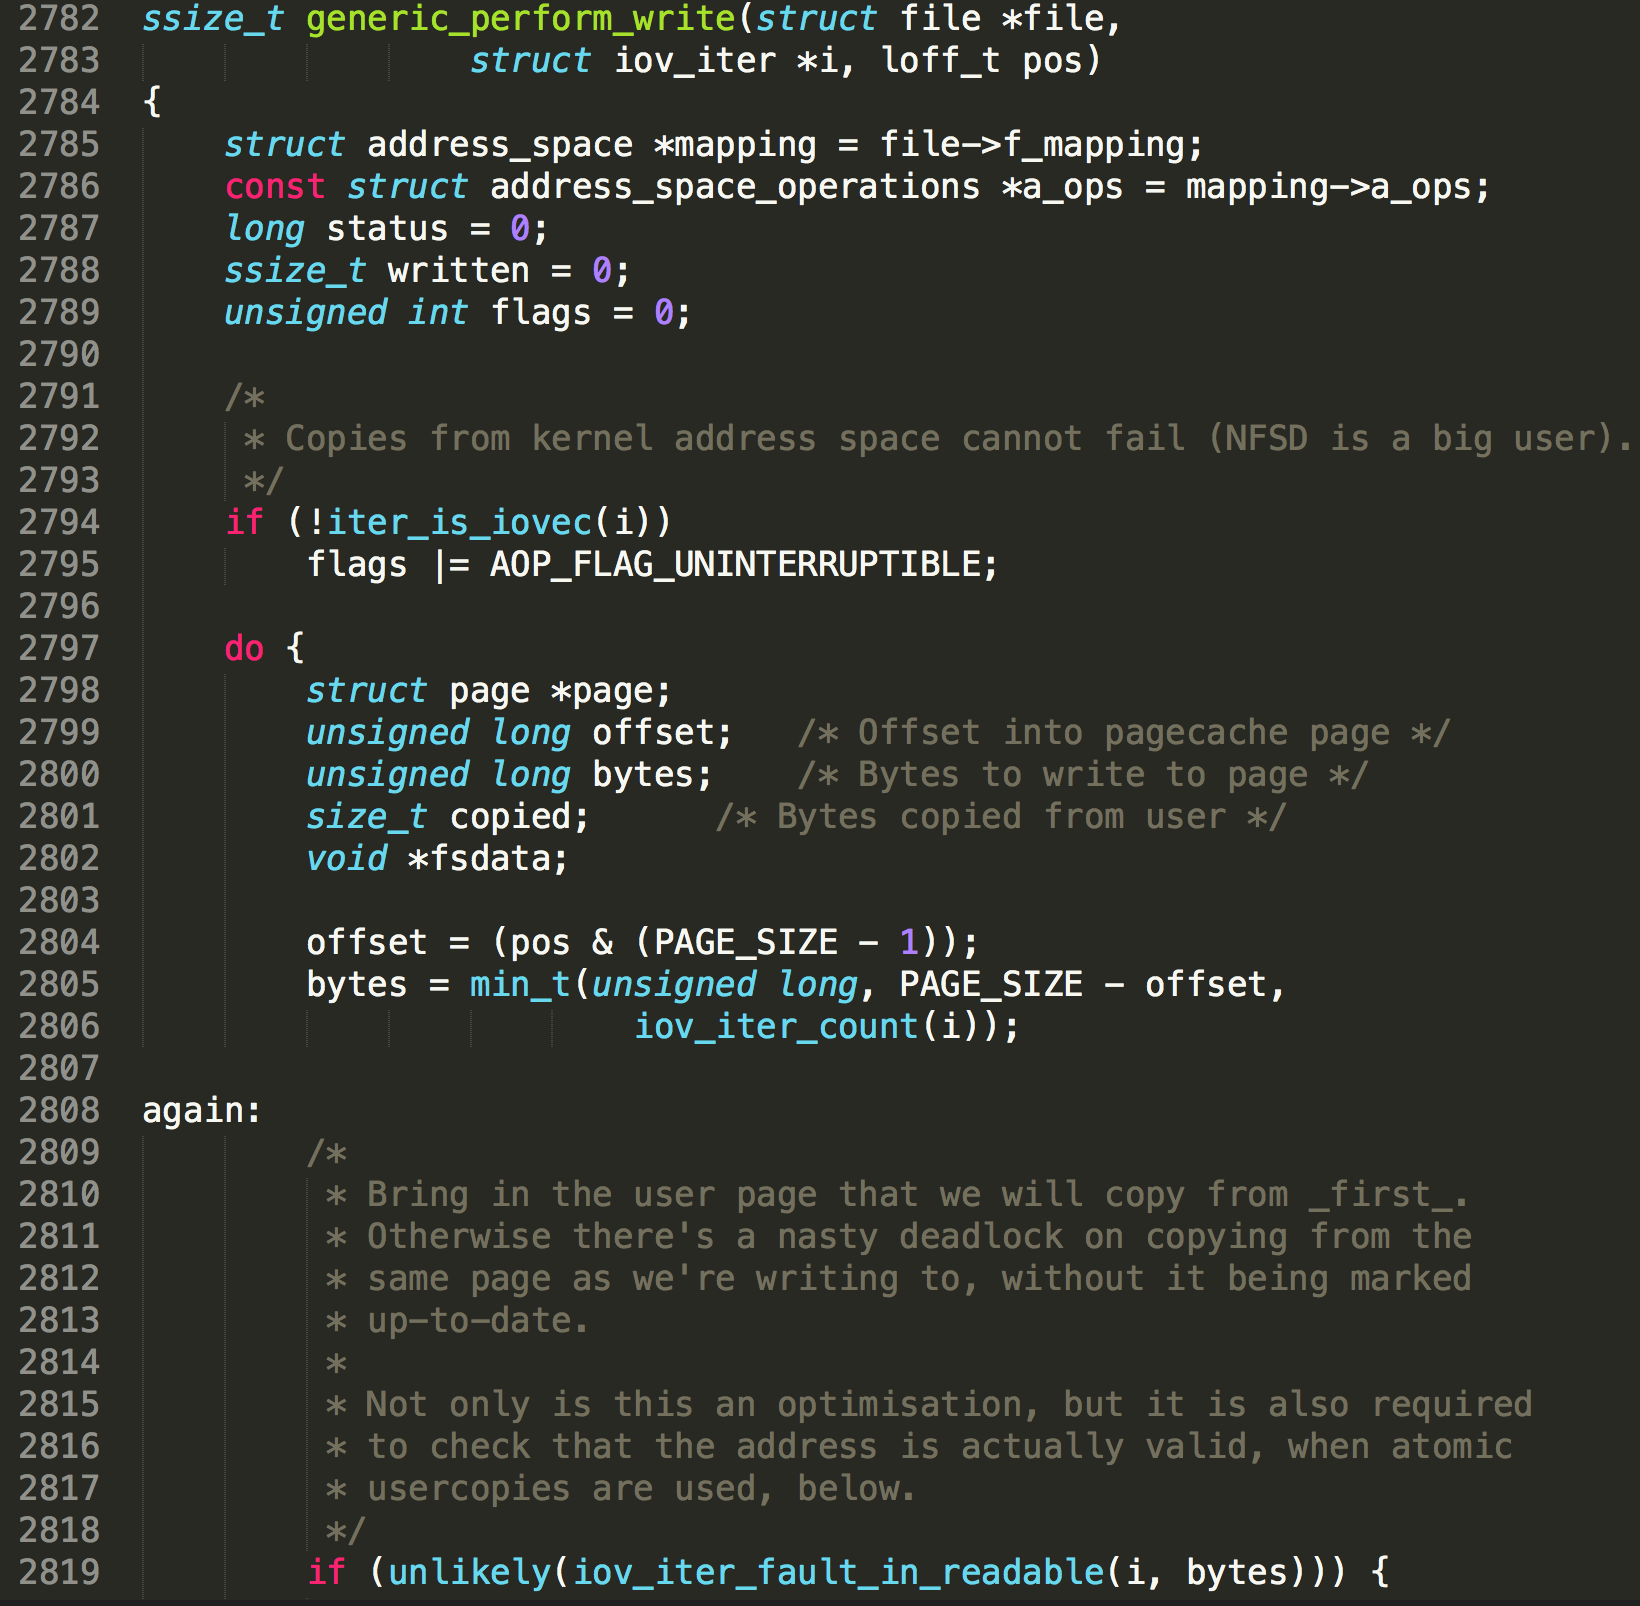 2782 ssize_t generic_perform_write(struct file *file,
2783 struct iov_iter *i, loff_t pos)
2784 {
2785 struct address_space *mapping = file->f_mapping;
2786 const struct address_space_operations *a_ops = mapping->a_ops;
2787 long status = 0;
2788 ssize_t written = 0;
2789 unsigned int flags = 0;
2790
2791 /*
2792 * Copies from kernel address space cannot fail (NFSD is a big user).
2793 */
2794 if (!iter_is_iovec(i))
2795 flags |= AOP_FLAG_UNINTERRUPTIBLE;
2796
2797 do {
2798 struct page *page;
2799 unsigned long offset; /* Offset into pagecache page */
2800 unsigned long bytes; /* Bytes to write to page */
2801 size_t copied; /* Bytes copied from user */
2802 void *fsdata;
2803
2804 offset = (pos & (PAGE_SIZE - 1));
2805 bytes = min_t(unsigned long, PAGE_SIZE - offset,
2806 iov_iter_count(i));
2807
2808 again:
2809 /*
2810 * Bring in the user page that we will copy from _first_.
2811 * Otherwise there's a nasty deadlock on copying from the
2812 * same page as we're writing to, without it being marked
2813 * up-to-date.
2814 *
2815 * Not only is this an optimisation, but it is also required
2816 * to check that the address is actually valid, when atomic
2817 * usercopies are used, below.
2818 */
2819 if (unlikely(iov_iter_fault_in_readable(i, bytes))) {